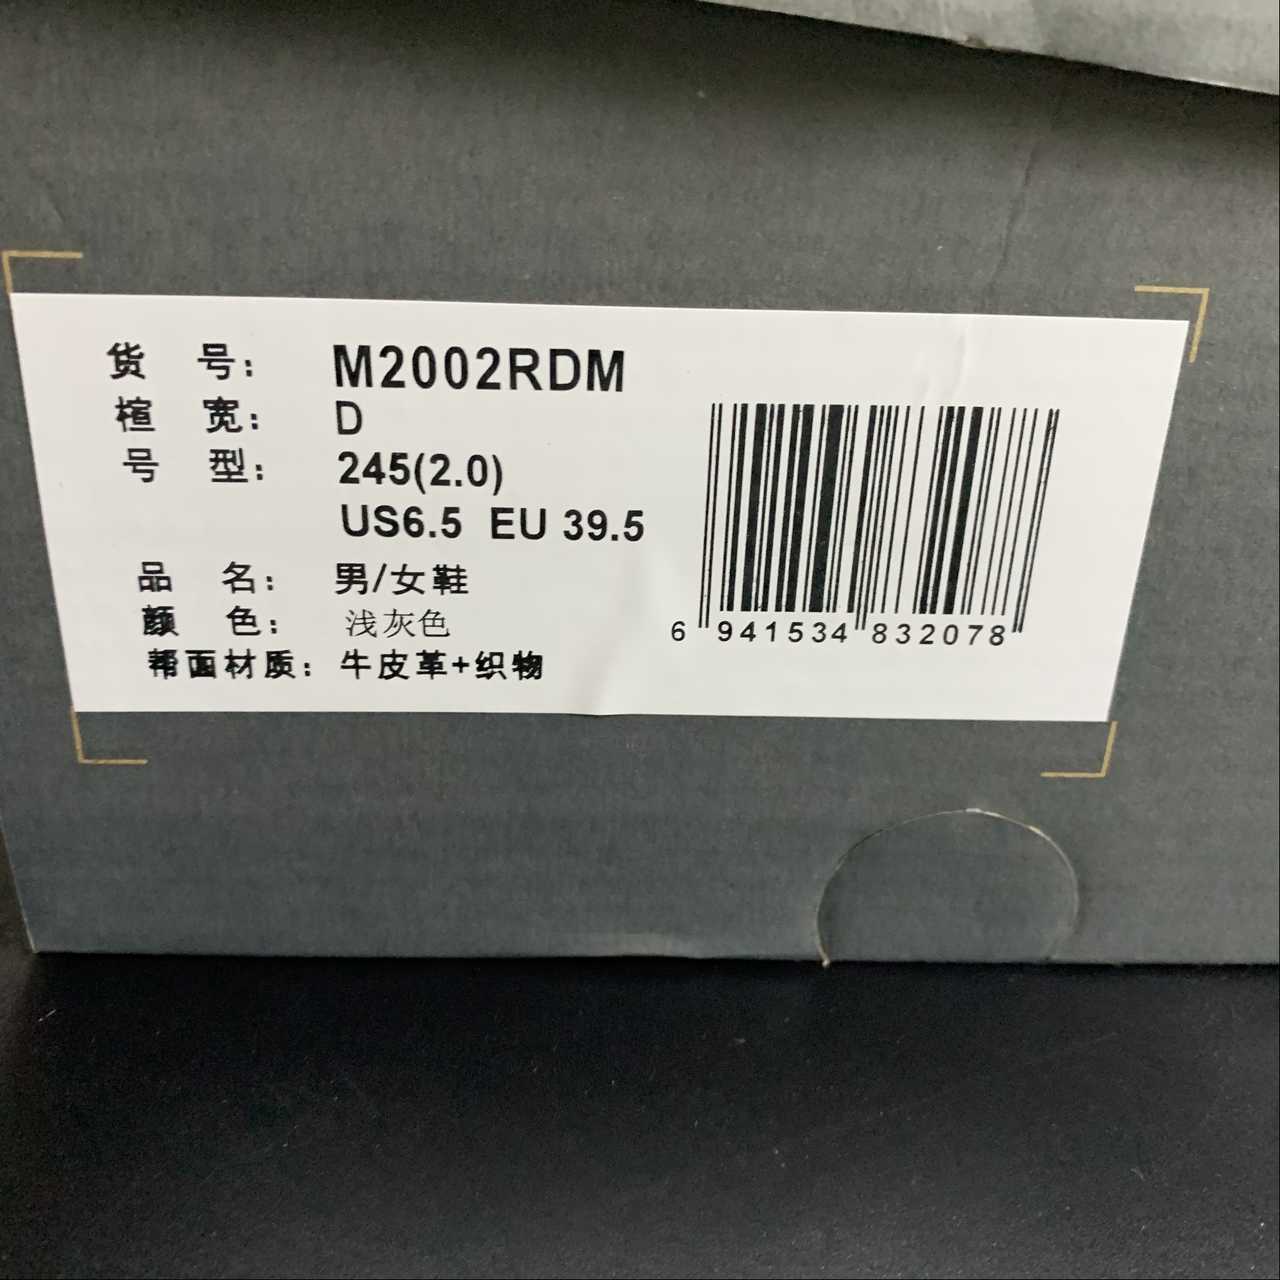 货 号: M2002RDM
楦 宽: D
号 型: 245(2.0)
US6.5 EU 39.5
品 名: 男/女鞋
颜 色: 浅灰色
帮面材质: 牛皮革+织物
6 941534 832078